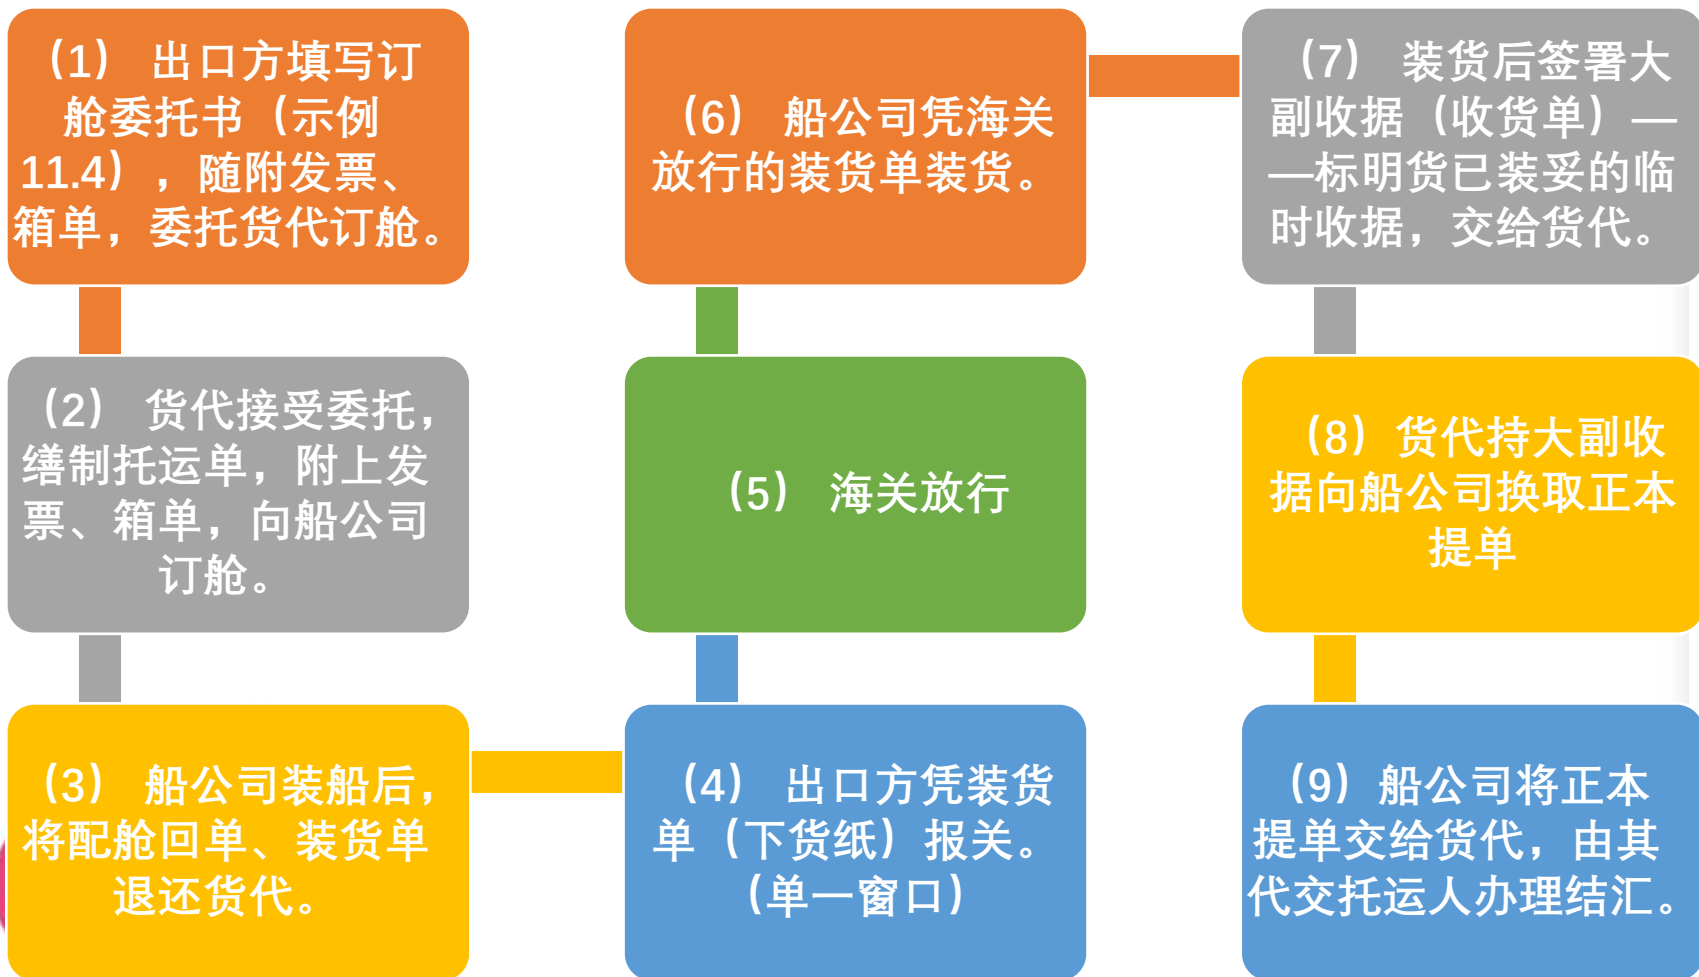 （1） 出口方填写订
舱委托书（示例
11.4），随附发票、
箱单，委托货代订舱。
（2） 货代接受委托，
缮制托运单，附上发
票、箱单，向船公司
订舱。
（3） 船公司装船后，
将配舱回单、装货单
退还货代。
（4） 出口方凭装货
单（下货纸）报关。
（单一窗口）
（5） 海关放行
（6） 船公司凭海关
放行的装货单装货。
（7） 装货后签署大
副收据（收货单）—
—标明货已装妥的临
时收据，交给货代。
（8）货代持大副收
据向船公司换取正本
提单
（9）船公司将正本
提单交给货代，由其
代交托运人办理结汇。